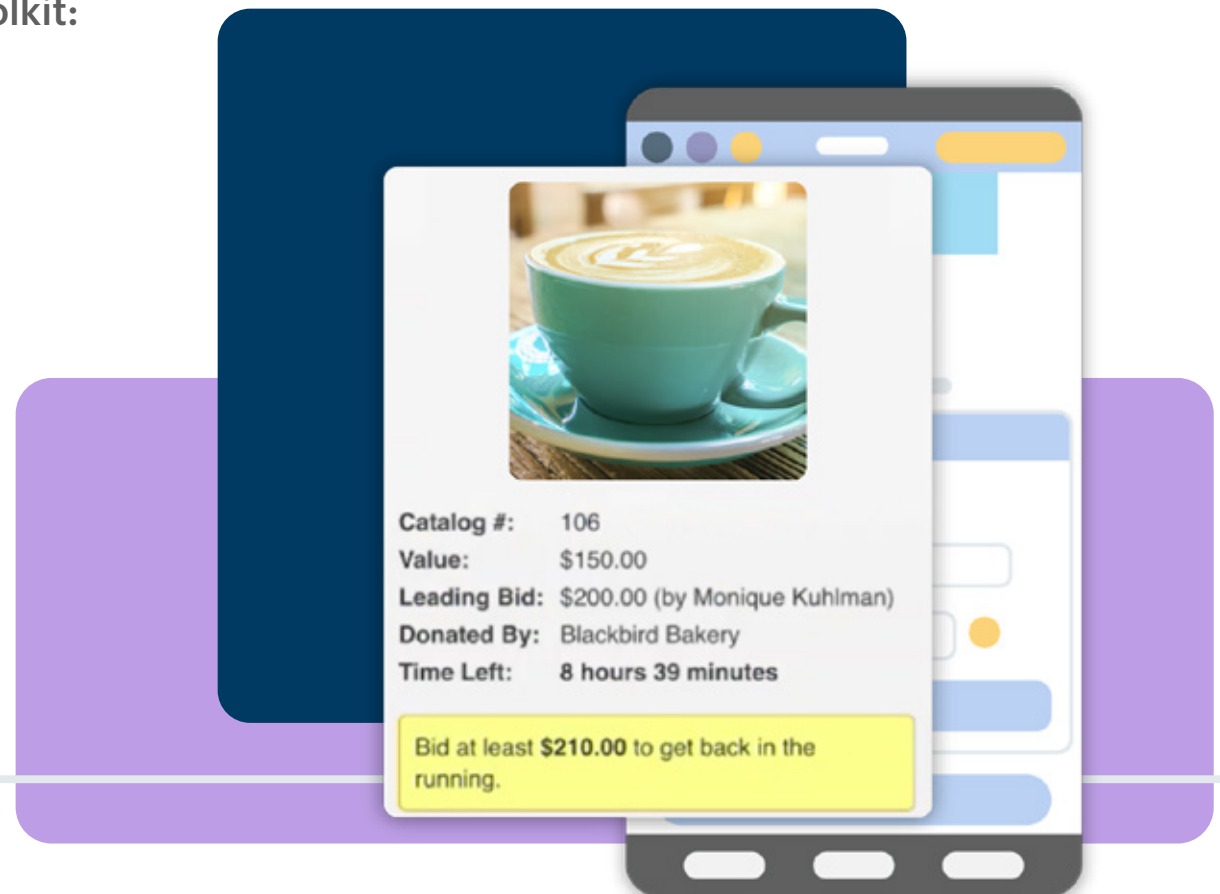 Catalog #: 106
Value: $150.00
Leading Bid: $200.00 (by Monique Kuhlman)
Donated By: Blackbird Bakery
Time Left: 8 hours 39 minutes
Bid at least $210.00 to get back in the
running.